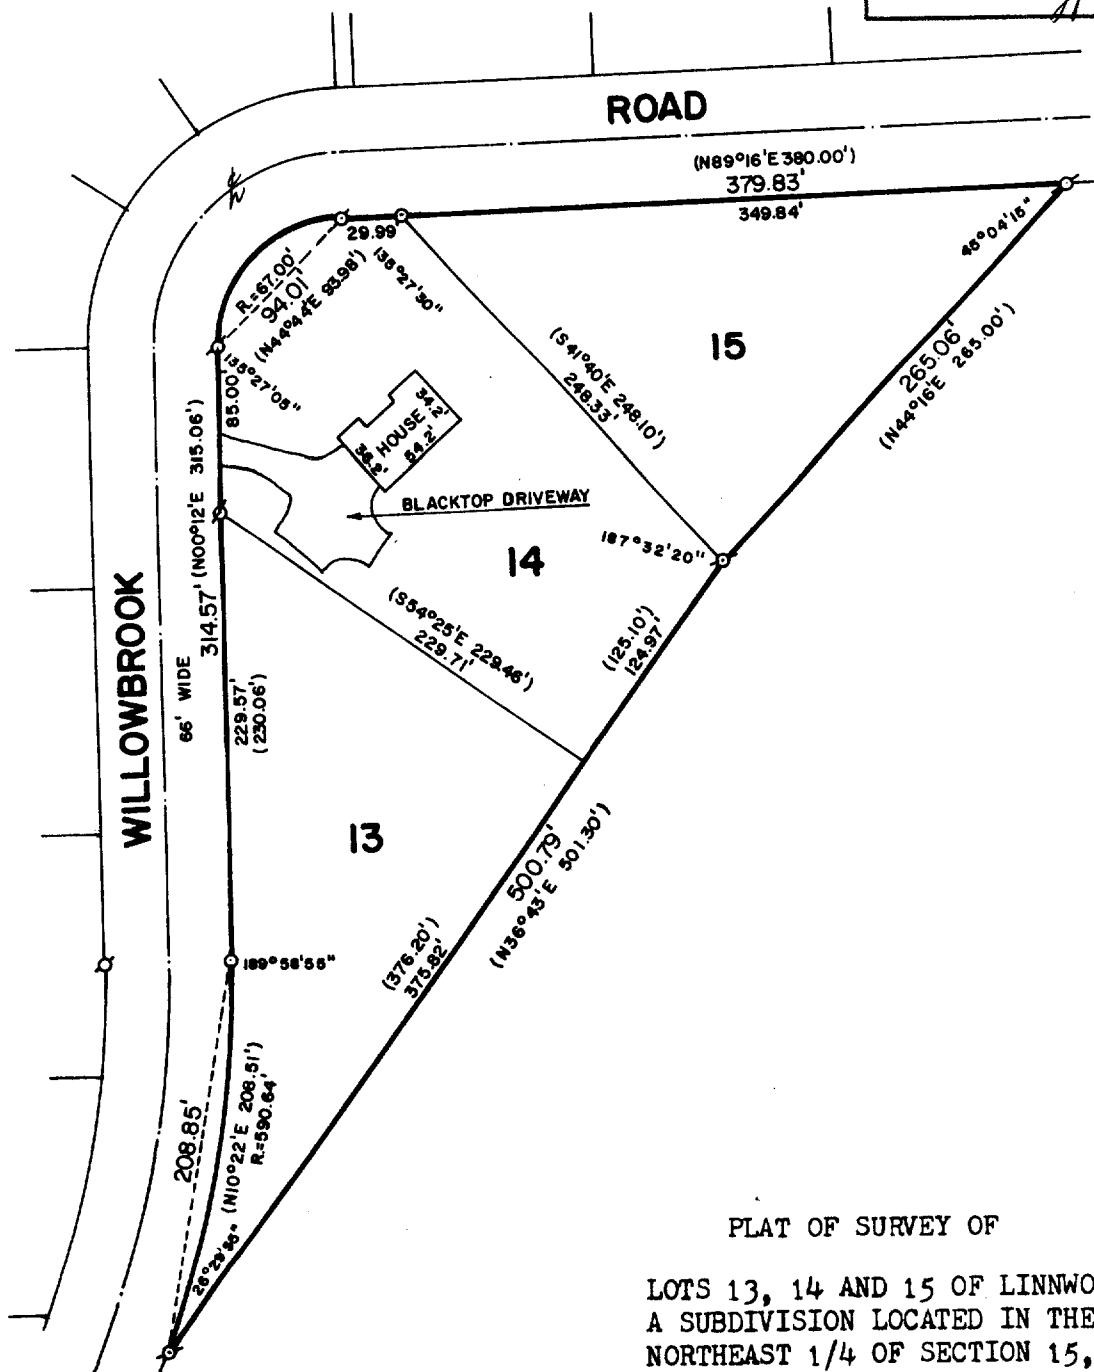 ROAD
(N89°16'E 380.00')
379.83'
349.84'
29.99
135°27'30"
45°04'15"
R.=67.00'
94.01'
(N44°44'E 93.98')
135°27'05"
85.00'
(S41°40'E 248.10')
248.33'
15
265.06'
(N44°16'E 265.00')
HOUSE
34.2'
54.2'
36.2'
BLACKTOP DRIVEWAY
14
187°32'20"
(N00°12'E 315.06')
314.57'
66' WIDE
WILLOWBROOK
229.57'
(230.06')
(S54°25'E 229.46')
229.71'
(125.10')
124.97'
13
500.79'
(N36°43'E 501.30')
(376.20')
375.82'
189°58'55"
208.85'
(N10°22'E 208.51')
R.=590.64'
PLAT OF SURVEY OF
LOTS 13, 14 AND 15 OF LINNWO
A SUBDIVISION LOCATED IN THE
NORTHEAST 1/4 OF SECTION 15,